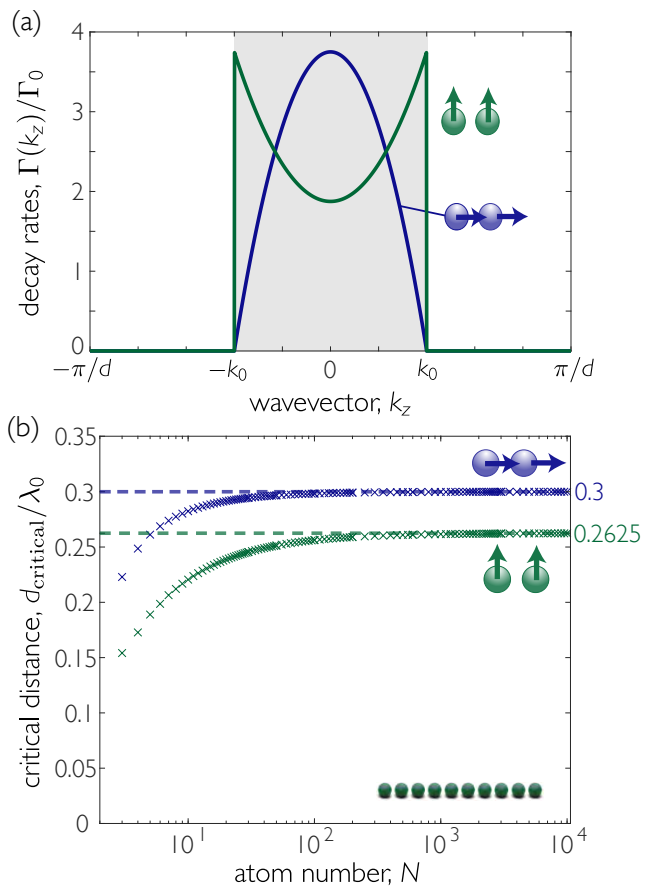 (a)
decay rates, Γ(k_z)/Γ_0
4
3
2
1
0
−π/d
−k_0
0
k_0
π/d
wavevector, k_z
(b)
critical distance, d_critical/λ_0
0.35
0.3
0.25
0.2
0.15
0.1
0.05
0
0.3
0.2625
10^1
10^2
10^3
10^4
atom number, N